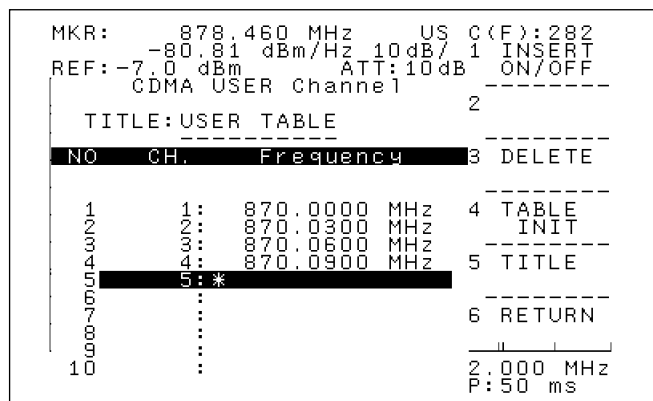 MKR: 878.460 MHz US C(F):282
-80.81 dBm/Hz 10dB/ 1 INSERT
REF:-7.0 dBm ATT:10dB ON/OFF
CDMA USER Channel
2
TITLE:USER TABLE
NO CH. Frequency 3 DELETE
1 1: 870.0000 MHz 4 TABLE
2 2: 870.0300 MHz INIT
3 3: 870.0600 MHz
4 4: 870.0900 MHz 5 TITLE
5 5:*
6 :
7 : 6 RETURN
8 :
9 :
10 : 2.000 MHz
P:50 ms